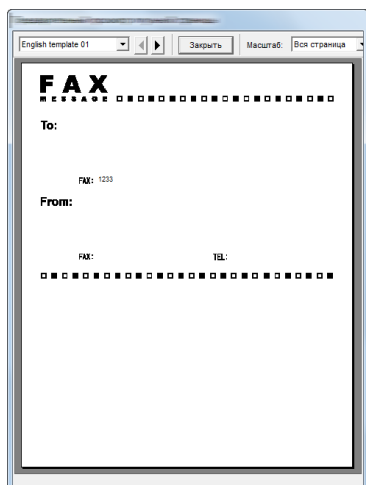 English template 01 Закрыть Масштаб: Вся страница
FAX
MESSAGE
To:
FAX: 1233
From:
FAX: TEL: